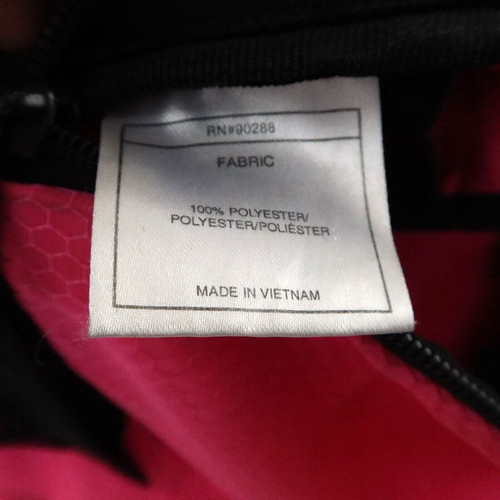 RN#90288
FABRIC
100% POLYESTER/
POLYESTER/POLIÉSTER
MADE IN VIETNAM